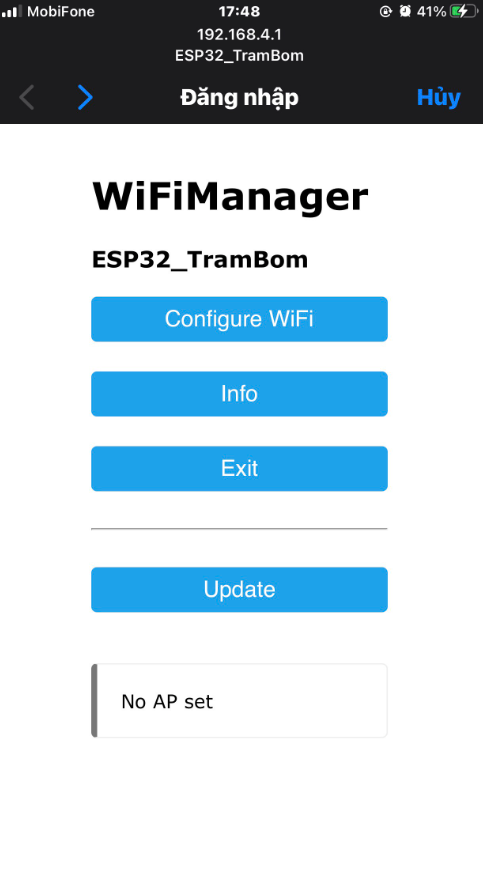 MobiFone 17:48 41%
192.168.4.1
ESP32_TramBom
Đăng nhập Hủy
WiFiManager
ESP32_TramBom
Configure WiFi
Info
Exit
Update
No AP set